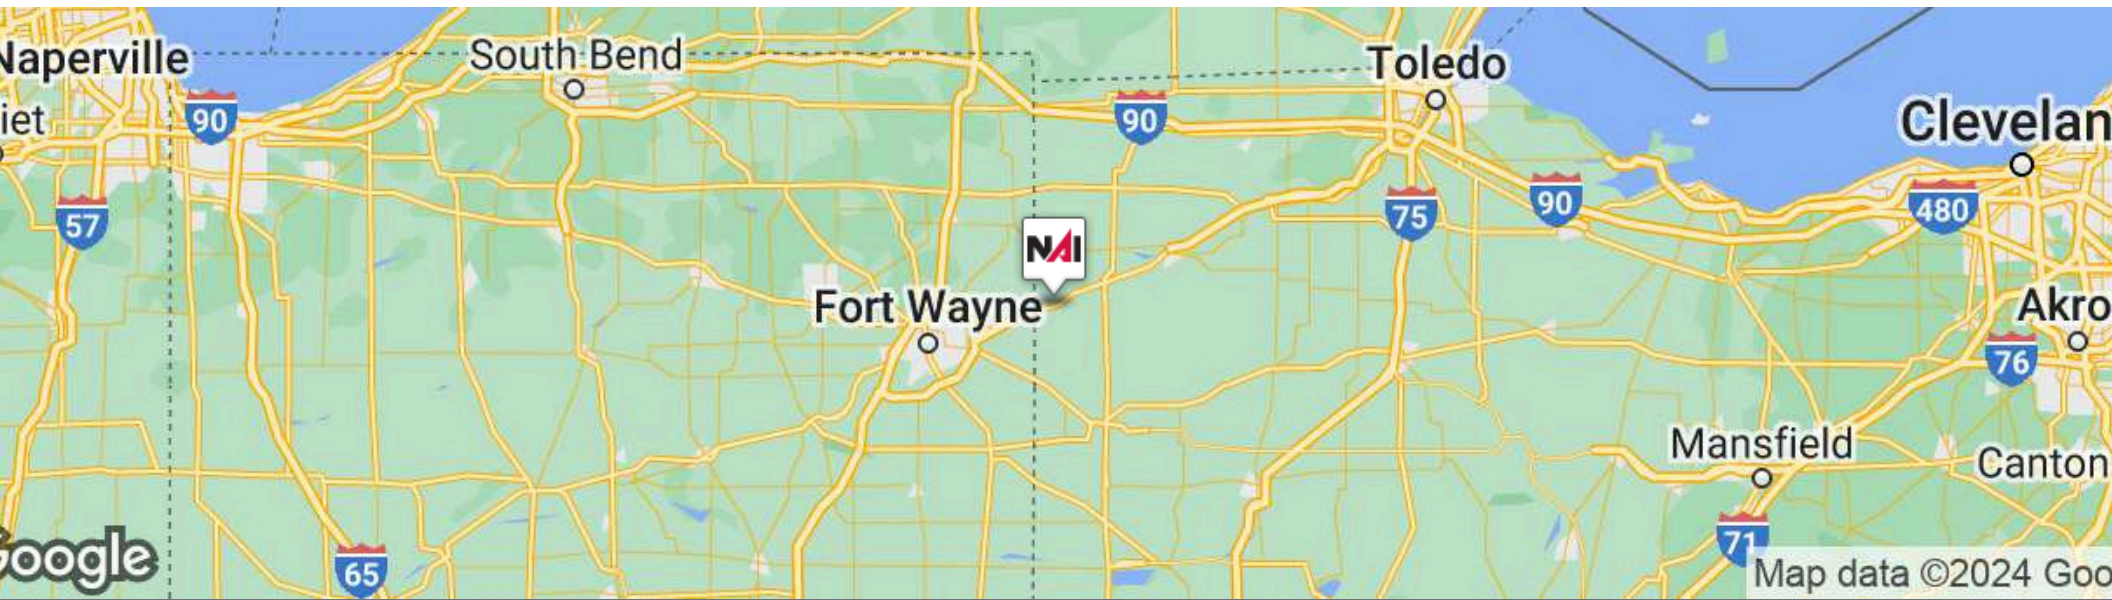 Naperville
South Bend
Toledo
iet
90
90
Clevelan
57
75
90
480
NAI
Fort Wayne
Akro
76
Mansfield
Canton
71
Google
65
Map data ©2024 Goo